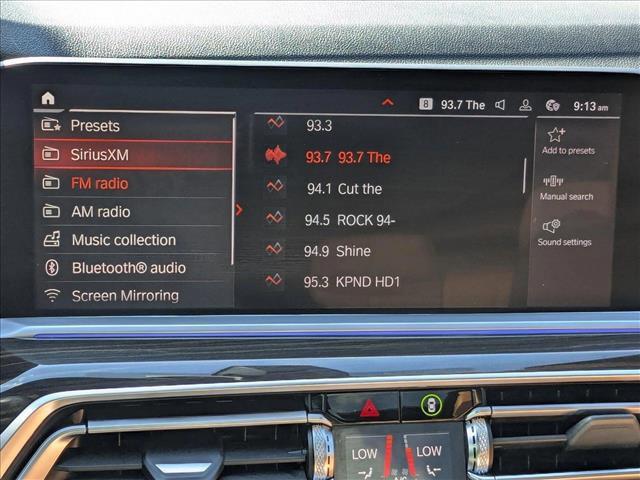 8 93.7 The 9:13 am
Presets
SiriusXM
FM radio
AM radio
Music collection
Bluetooth® audio
Screen Mirroring
93.3
93.7 93.7 The
94.1 Cut the
94.5 ROCK 94-
94.9 Shine
95.3 KPND HD1
Add to presets
Manual search
Sound settings
LOW LOW
A/C